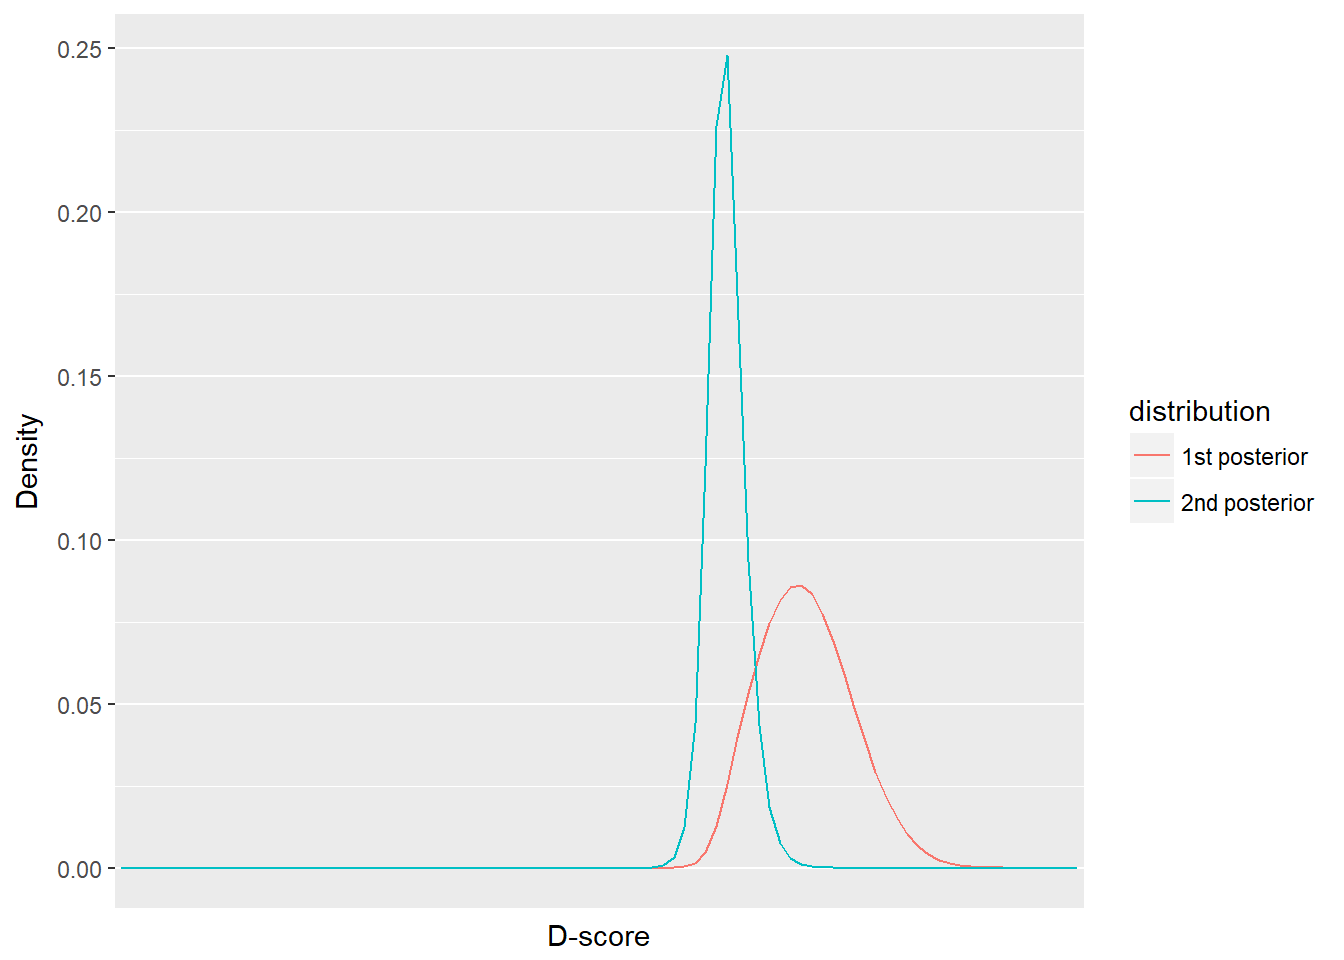 0.25
0.20
0.15
0.10
0.05
0.00
Density
D-score
distribution
1st posterior
2nd posterior